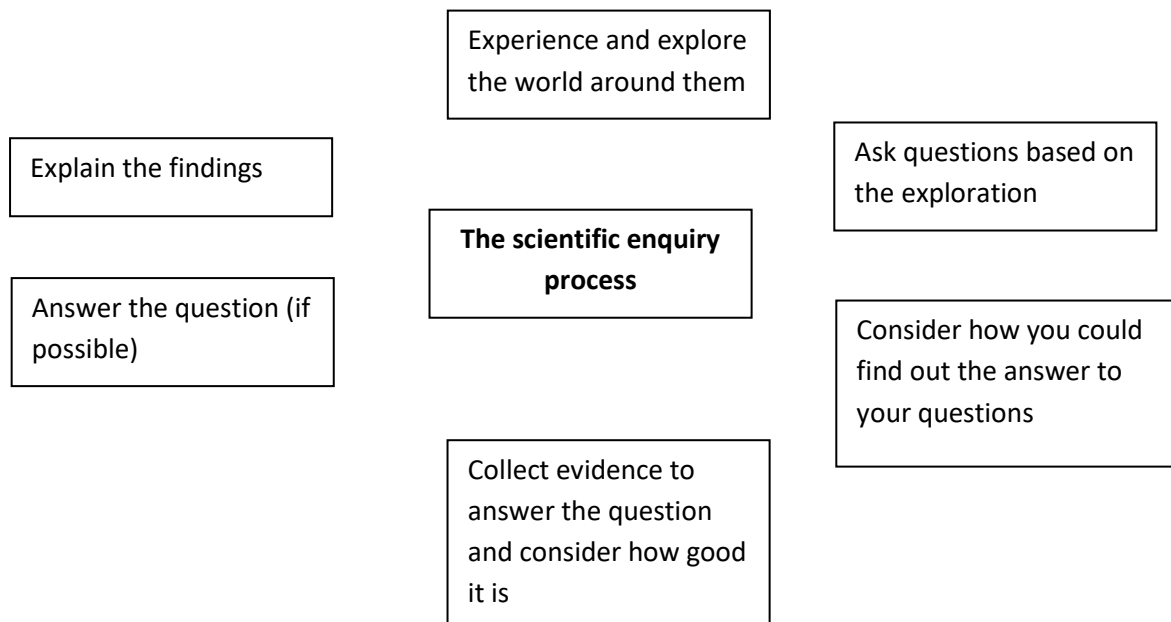 Experience and explore
the world around them
Ask questions based on
the exploration
Explain the findings
The scientific enquiry
process
Answer the question (if
possible)
Consider how you could
find out the answer to
your questions
Collect evidence to
answer the question
and consider how good
it is